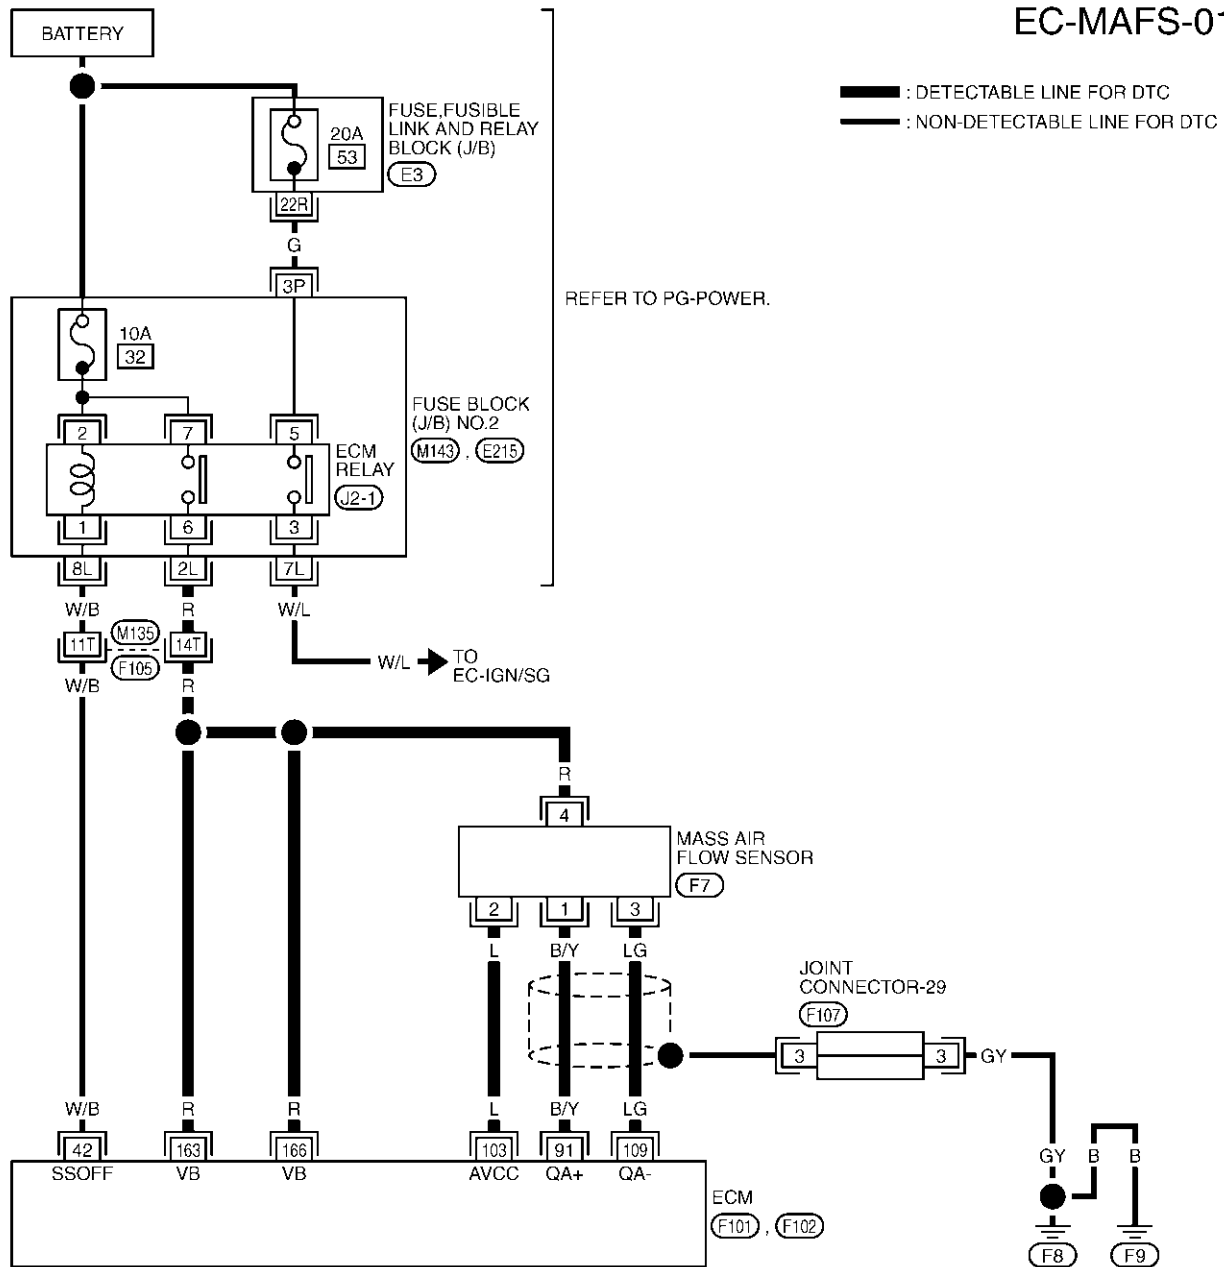 EC-MAFS-01
BATTERY
: DETECTABLE LINE FOR DTC
: NON-DETECTABLE LINE FOR DTC
FUSE,FUSIBLE
LINK AND RELAY
BLOCK (J/B)
E3
20A
53
22R
G
3P
REFER TO PG-POWER.
10A
32
FUSE BLOCK
(J/B) NO.2
M143 , E215
2
7
5
ECM
RELAY
J2-1
1
6
3
8L
2L
7L
W/B
R
W/L
11T
M135
14T
F105
W/B
R
W/L
TO
EC-IGN/SG
R
4
MASS AIR
FLOW SENSOR
F7
2
1
3
L
B/Y
LG
JOINT
CONNECTOR-29
F107
3
3
GY
W/B
R
R
L
B/Y
LG
42
163
166
103
91
109
SSOFF
VB
VB
AVCC
QA+
QA-
GY
B
B
ECM
F101 , F102
F8
F9